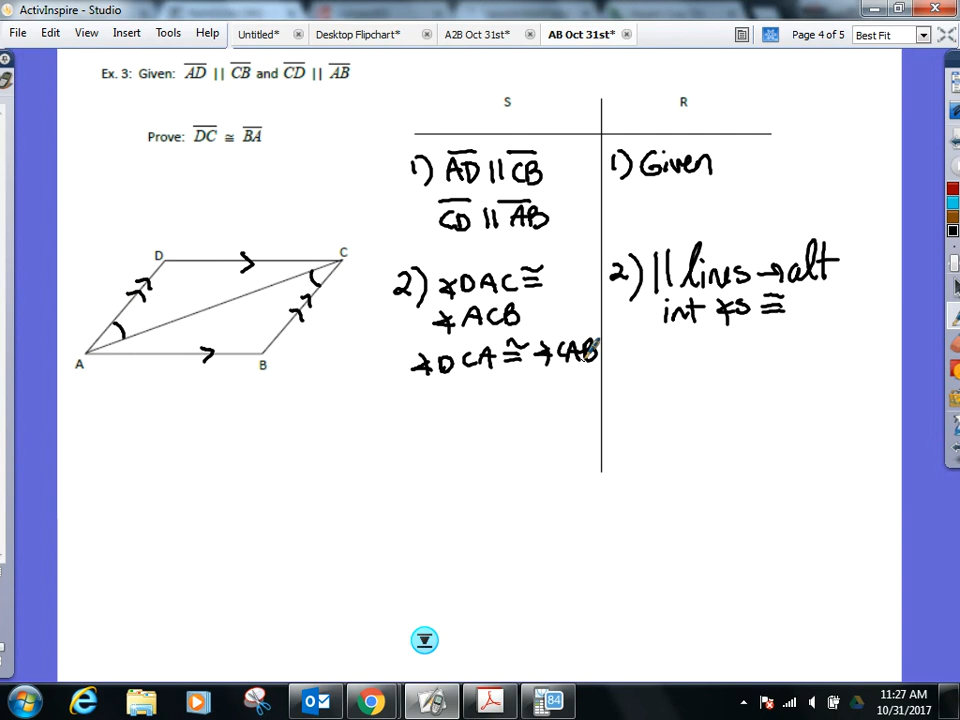 ActivInspire - Studio
File Edit View Insert Tools Help Untitled* Desktop Flipchart* A2B Oct 31st* AB Oct 31st* Page 4 of 5 Best Fit
Ex. 3: Given: AD || CB and CD || AB
Prove: DC ≅ BA
S R
1) AD || CB 1) Given
CD || AB
2) ∡DAC ≅ 2) || lines → alt
∡ACB int ∡s ≅
∡DCA ≅ ∡CAB
D C
A B
84
11:27 AM
10/31/2017